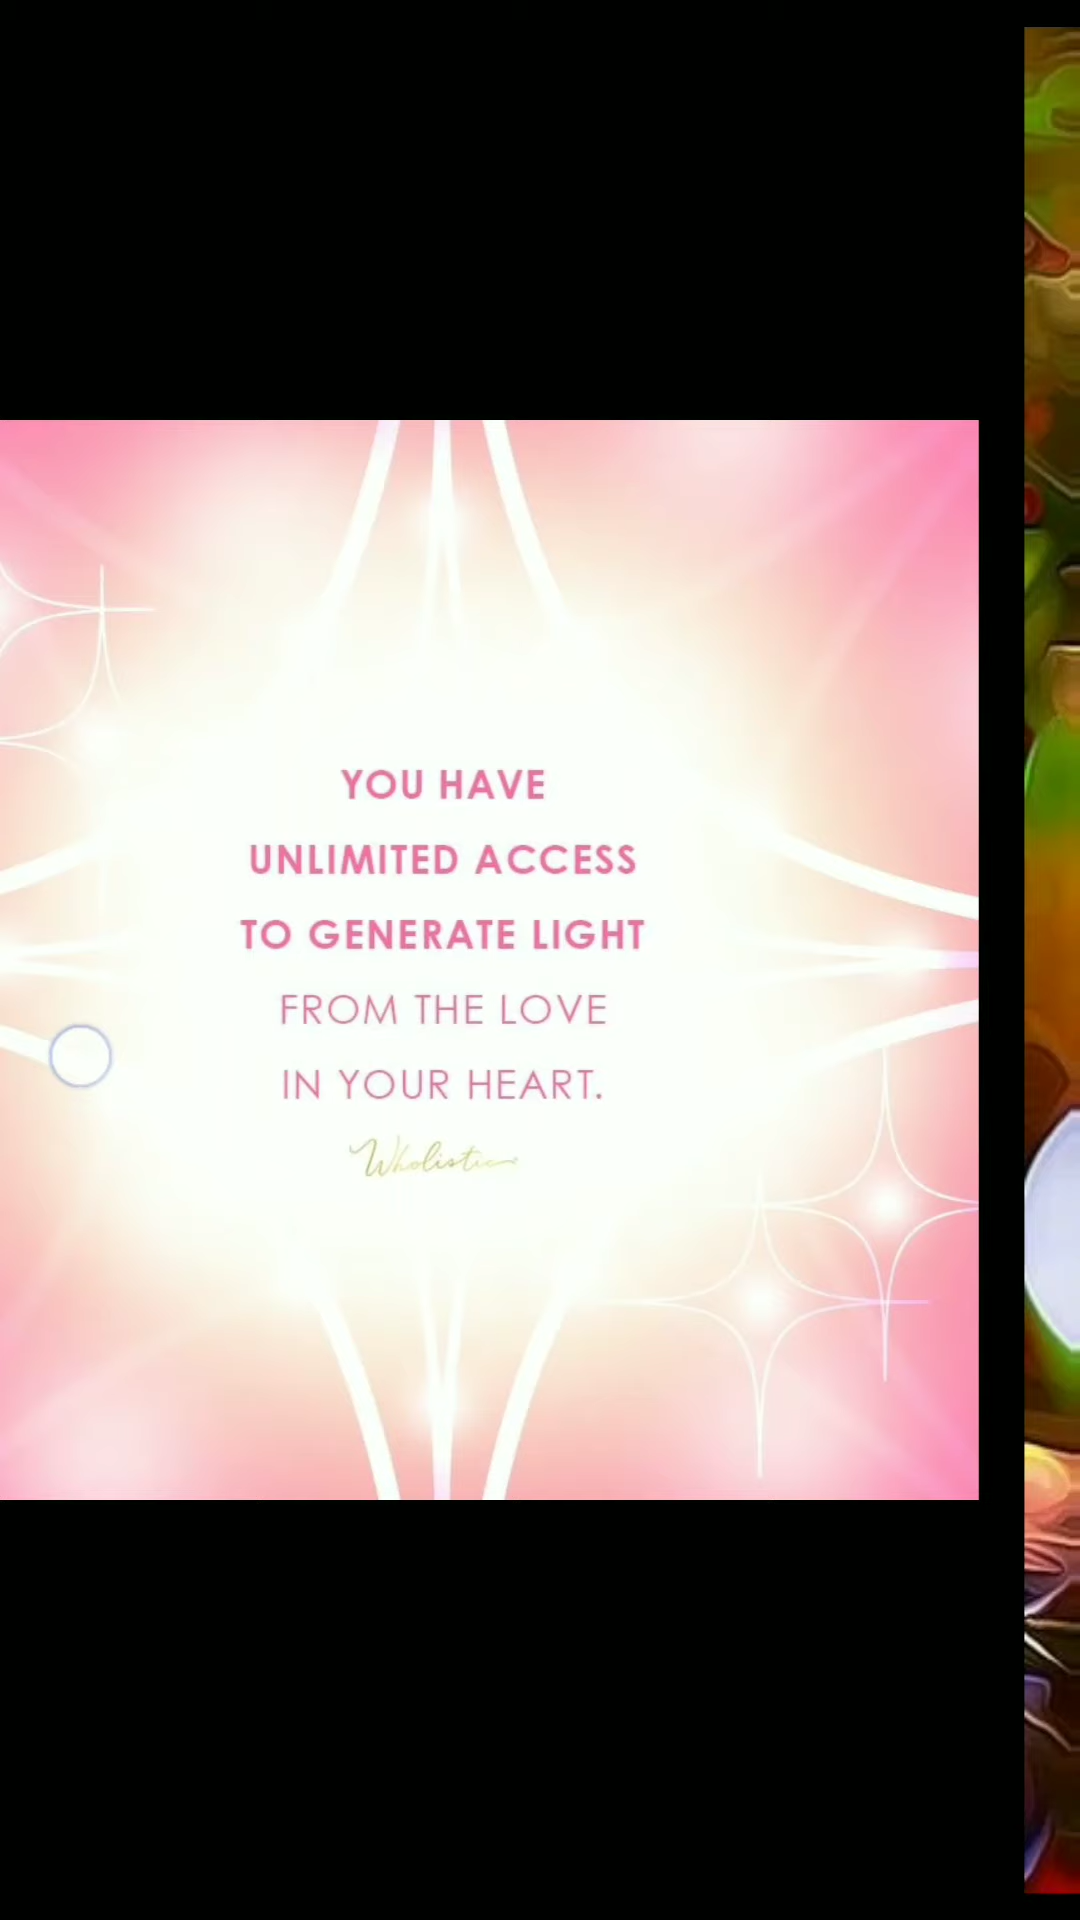 YOU HAVE
UNLIMITED ACCESS
TO GENERATE LIGHT
FROM THE LOVE
IN YOUR HEART.
Wholistic